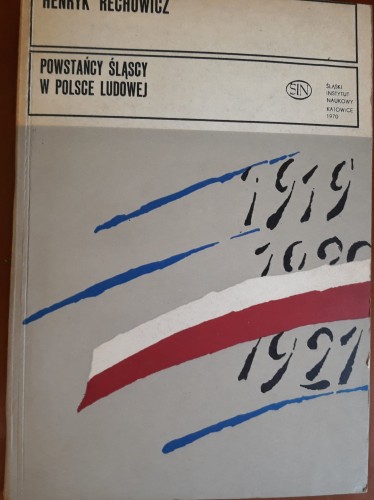 HENRYK RECHOWICZ
POWSTAŃCY ŚLĄSCY
W POLSCE LUDOWEJ
ŚIN
ŚLĄSKI
INSTYTUT
NAUKOWY
KATOWICE
1970
1919
1920
1921